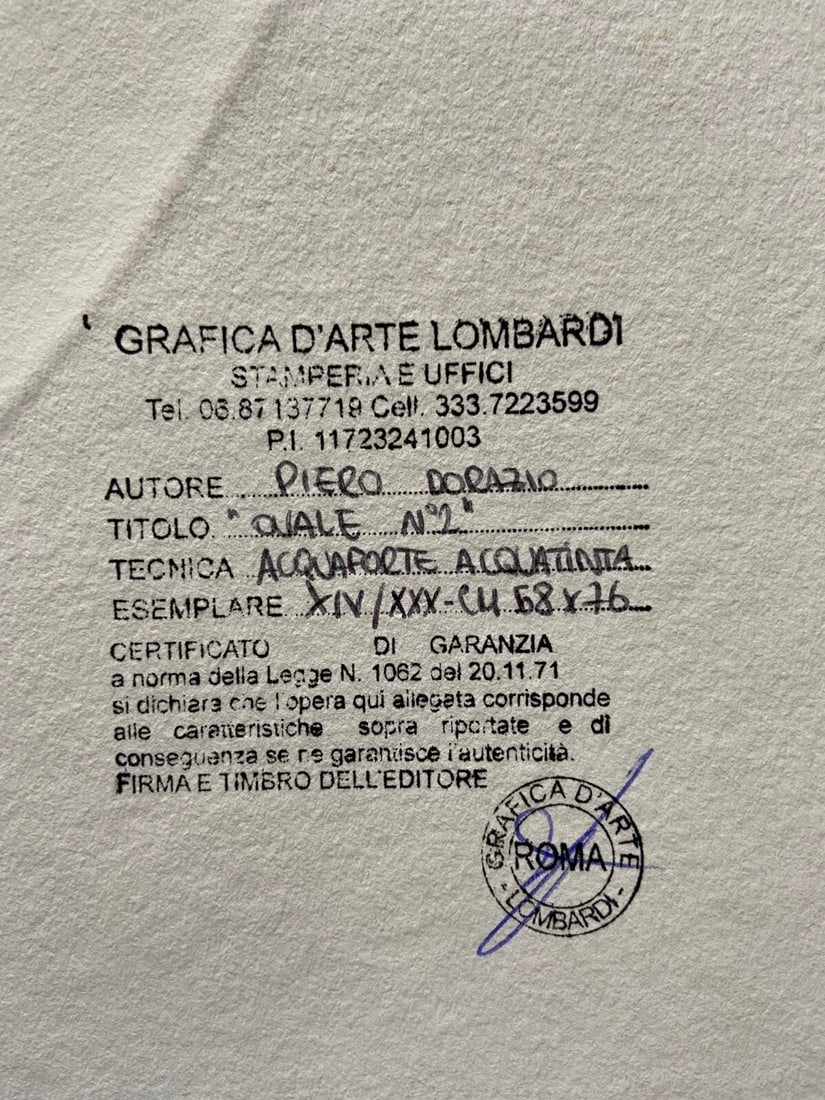 GRAFICA D'ARTE LOMBARDI
STAMPERIA E UFFICI
Tel. 06.87137719 Cell. 333.7223599
P.I. 11723241003
AUTORE PIERO DORAZIO
TITOLO "OVALE N°2"
TECNICA ACQUAFORTE ACQUATINTA
ESEMPLARE XIV/XXX-CM 58x76
CERTIFICATO DI GARANZIA
a norma della Legge N. 1062 del 20.11.71
si dichiara che l'opera qui allegata corrisponde
alle caratteristiche sopra riportate e di
conseguenza se ne garantisce l'autenticità.
FIRMA E TIMBRO DELL'EDITORE
GRAFICA D'ARTE
ROMA
- LOMBARDI -